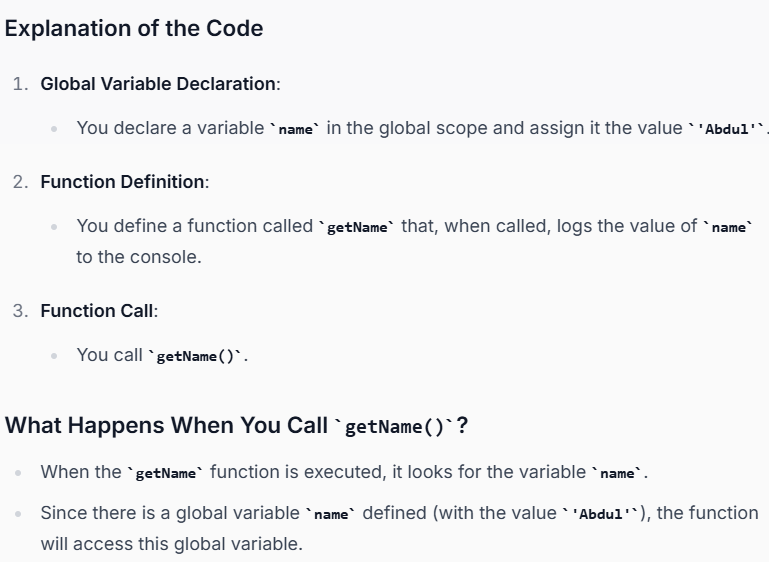 Explanation of the Code
1. Global Variable Declaration:
You declare a variable `name` in the global scope and assign it the value `'Abdul'`.
2. Function Definition:
You define a function called `getName` that, when called, logs the value of `name`
to the console.
3. Function Call:
You call `getName()`.
What Happens When You Call `getName()`?
When the `getName` function is executed, it looks for the variable `name`.
Since there is a global variable `name` defined (with the value `'Abdul'`), the function
will access this global variable.